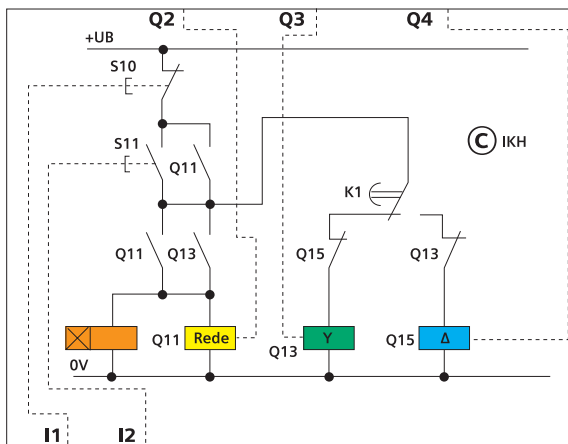 Q2 Q3 Q4
+UB
S10
© IKH
S11 Q11
K1
Q11 Q13 Q15 Q13
Q11 Rede Q13 Y Q15 Δ
0V
I1 I2